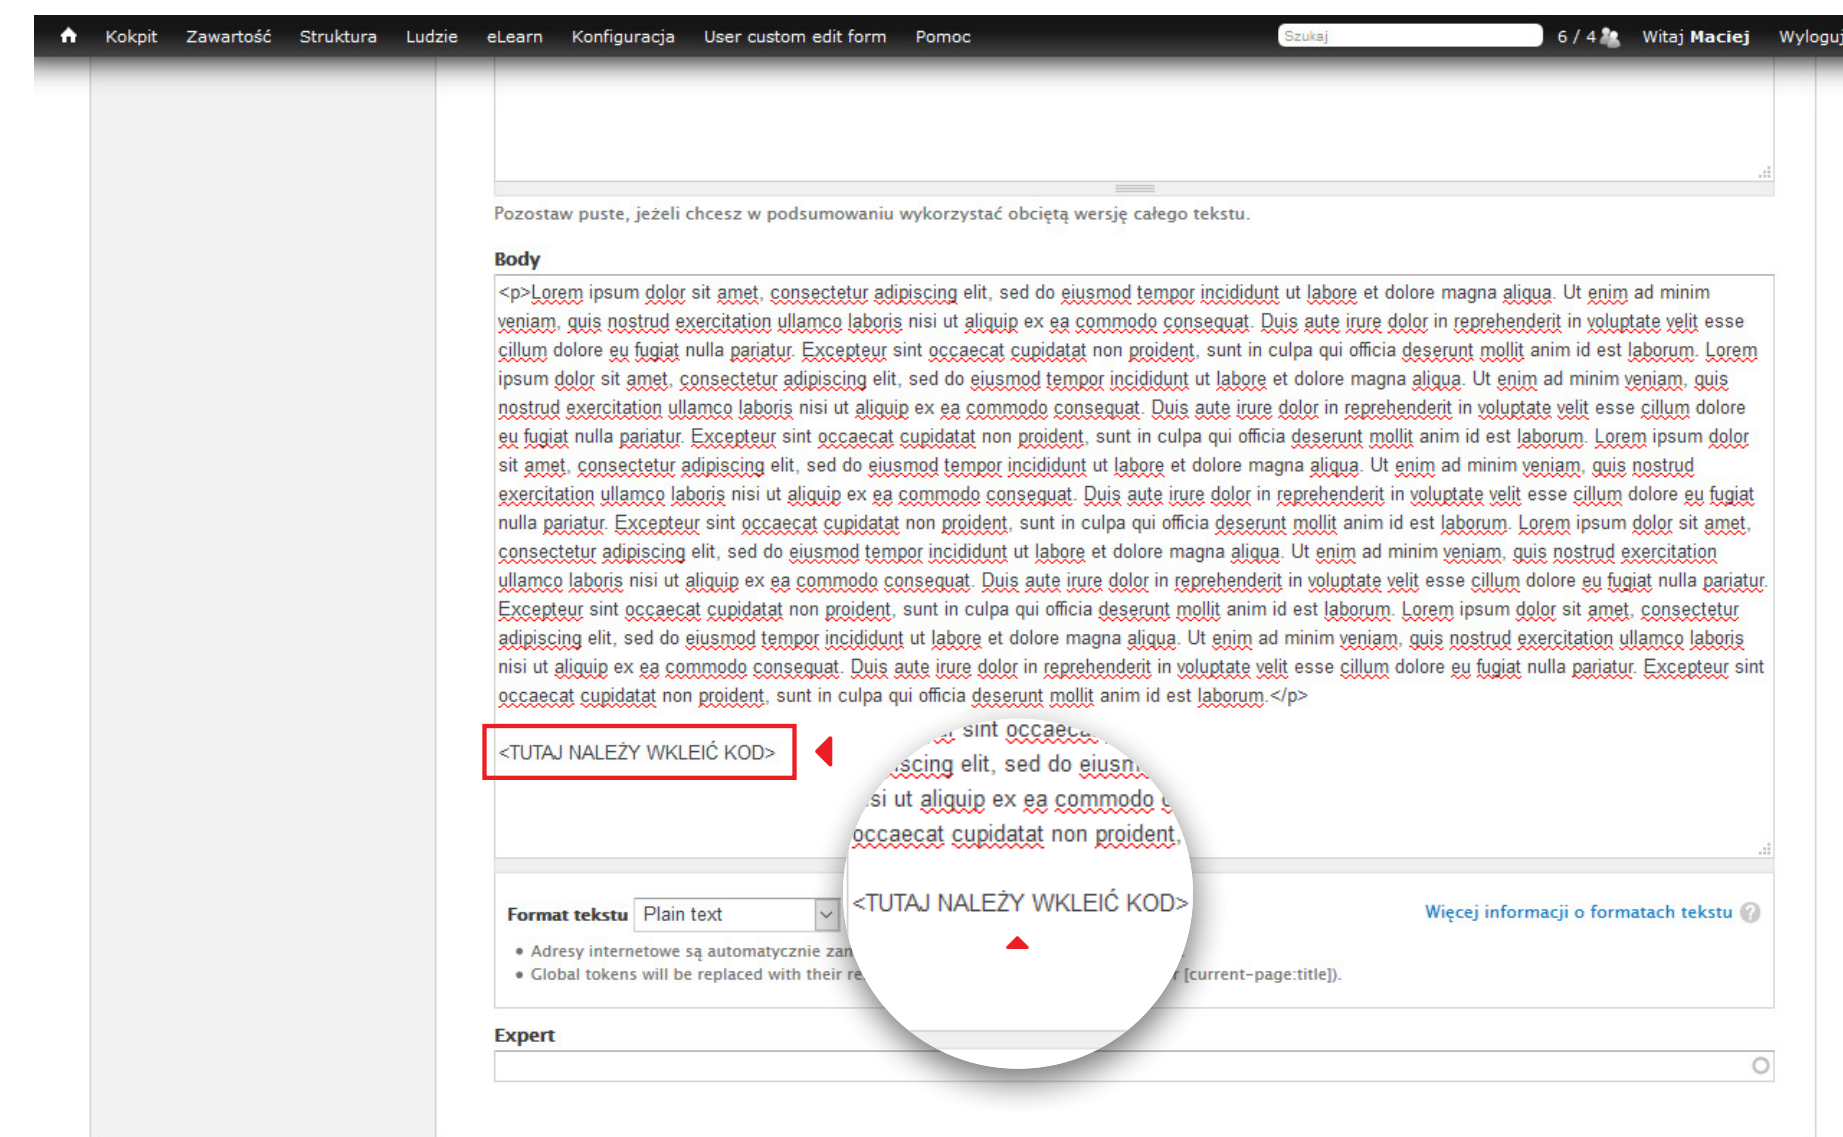 Kokpit Zawartość Struktura Ludzie eLearn Konfiguracja User custom edit form Pomoc Szukaj 6 / 4 Witaj Maciej Wyloguj
Pozostaw puste, jeżeli chcesz w podsumowaniu wykorzystać obciętą wersję całego tekstu.
Body
<p>Lorem ipsum dolor sit amet, consectetur adipiscing elit, sed do eiusmod tempor incididunt ut labore et dolore magna aliqua. Ut enim ad minim
veniam, quis nostrud exercitation ullamco laboris nisi ut aliquip ex ea commodo consequat. Duis aute irure dolor in reprehenderit in voluptate velit esse
cillum dolore eu fugiat nulla pariatur. Excepteur sint occaecat cupidatat non proident, sunt in culpa qui officia deserunt mollit anim id est laborum. Lorem
ipsum dolor sit amet, consectetur adipiscing elit, sed do eiusmod tempor incididunt ut labore et dolore magna aliqua. Ut enim ad minim veniam, quis
nostrud exercitation ullamco laboris nisi ut aliquip ex ea commodo consequat. Duis aute irure dolor in reprehenderit in voluptate velit esse cillum dolore
eu fugiat nulla pariatur. Excepteur sint occaecat cupidatat non proident, sunt in culpa qui officia deserunt mollit anim id est laborum. Lorem ipsum dolor
sit amet, consectetur adipiscing elit, sed do eiusmod tempor incididunt ut labore et dolore magna aliqua. Ut enim ad minim veniam, quis nostrud
exercitation ullamco laboris nisi ut aliquip ex ea commodo consequat. Duis aute irure dolor in reprehenderit in voluptate velit esse cillum dolore eu fugiat
nulla pariatur. Excepteur sint occaecat cupidatat non proident, sunt in culpa qui officia deserunt mollit anim id est laborum. Lorem ipsum dolor sit amet,
consectetur adipiscing elit, sed do eiusmod tempor incididunt ut labore et dolore magna aliqua. Ut enim ad minim veniam, quis nostrud exercitation
ullamco laboris nisi ut aliquip ex ea commodo consequat. Duis aute irure dolor in reprehenderit in voluptate velit esse cillum dolore eu fugiat nulla pariatur.
Excepteur sint occaecat cupidatat non proident, sunt in culpa qui officia deserunt mollit anim id est laborum. Lorem ipsum dolor sit amet, consectetur
adipiscing elit, sed do eiusmod tempor incididunt ut labore et dolore magna aliqua. Ut enim ad minim veniam, quis nostrud exercitation ullamco laboris
nisi ut aliquip ex ea commodo consequat. Duis aute irure dolor in reprehenderit in voluptate velit esse cillum dolore eu fugiat nulla pariatur. Excepteur sint
occaecat cupidatat non proident, sunt in culpa qui officia deserunt mollit anim id est laborum.</p>
<TUTAJ NALEŻY WKLEIĆ KOD>
sint occaeca
scing elit, sed do eiusm
si ut aliquip ex ea commodo
occaecat cupidatat non proident,
<TUTAJ NALEŻY WKLEIĆ KOD>
Format tekstu Plain text
Więcej informacji o formatach tekstu ?
• Adresy internetowe są automatycznie zam
• Global tokens will be replaced with their re [current-page:title]).
Expert